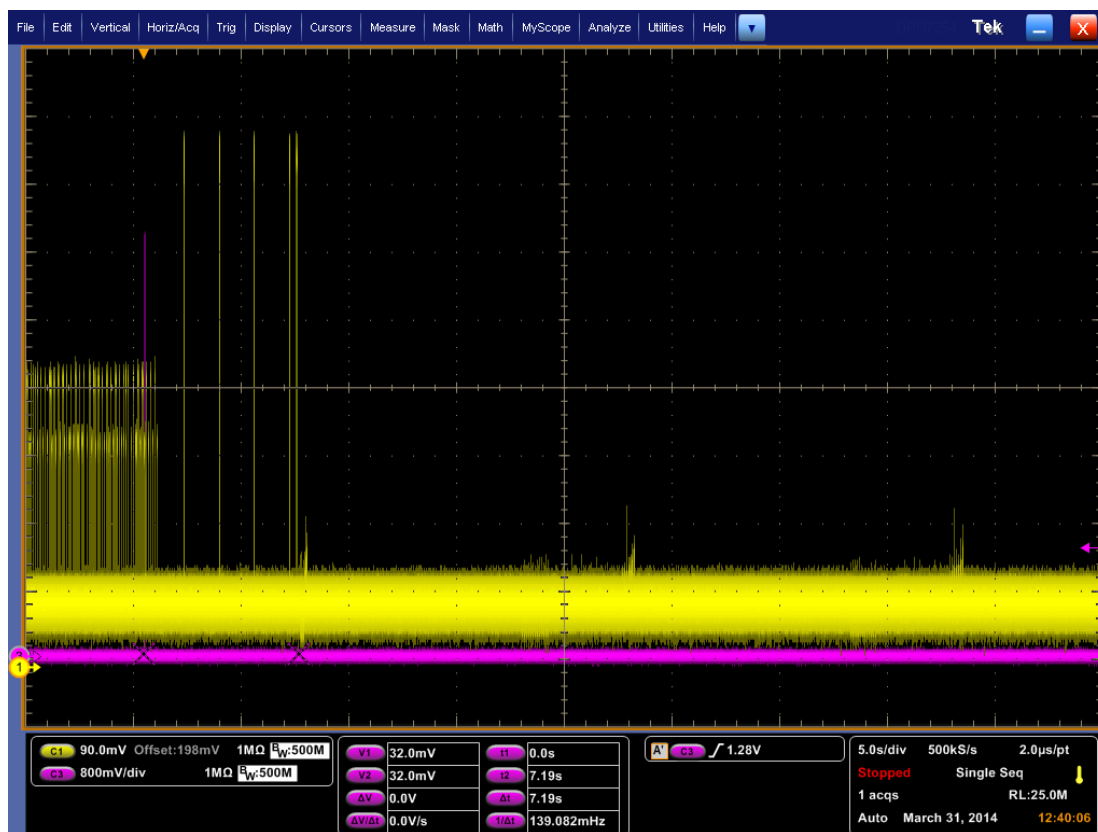 File Edit Vertical Horiz/Acq Trig Display Cursors Measure Mask Math MyScope Analyze Utilities Help Tek X
1
C1 90.0mV Offset:198mV 1MΩ BW:500M
C3 800mV/div 1MΩ BW:500M
V1 32.0mV t1 0.0s
V2 32.0mV t2 7.19s
ΔV 0.0V Δt 7.19s
ΔV/Δt 0.0V/s 1/Δt 139.082mHz
A' C3 1.28V
5.0s/div 500kS/s 2.0µs/pt
Stopped Single Seq
1 acqs RL:25.0M
Auto March 31, 2014 12:40:06